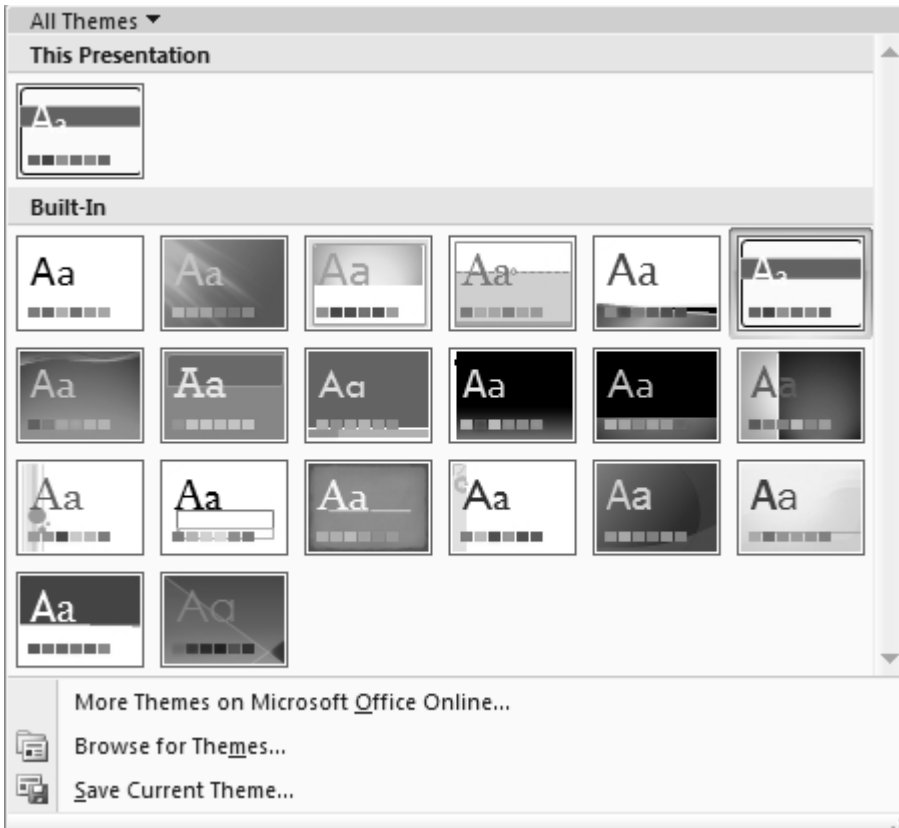 All Themes
This Presentation
Aa
Built-In
Aa Aa Aa Aa Aa Aa
Aa Aa Aa Aa Aa Aa
Aa Aa Aa Aa Aa Aa
Aa Aa
More Themes on Microsoft Office Online...
Browse for Themes...
Save Current Theme...